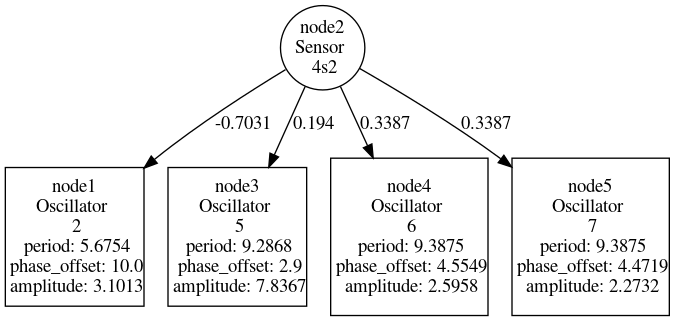 node2
Sensor
4s2
-0.7031
0.194
0.3387
0.3387
node1
Oscillator
2
period: 5.6754
phase_offset: 10.0
amplitude: 3.1013
node3
Oscillator
5
period: 9.2868
phase_offset: 2.9
amplitude: 7.8367
node4
Oscillator
6
period: 9.3875
phase_offset: 4.5549
amplitude: 2.5958
node5
Oscillator
7
period: 9.3875
phase_offset: 4.4719
amplitude: 2.2732